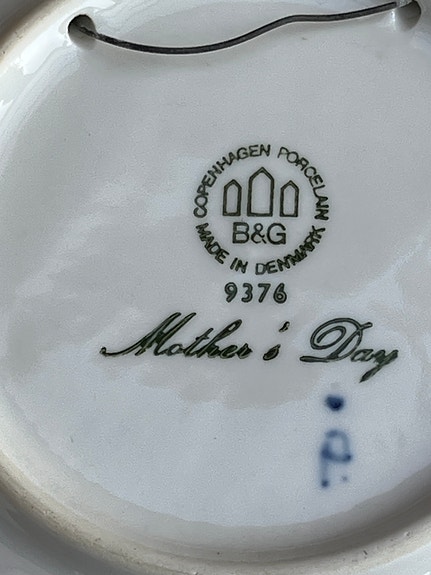 COPENHAGEN PORCELAIN
B&G
MADE IN DENMARK
9376
Mother's Day